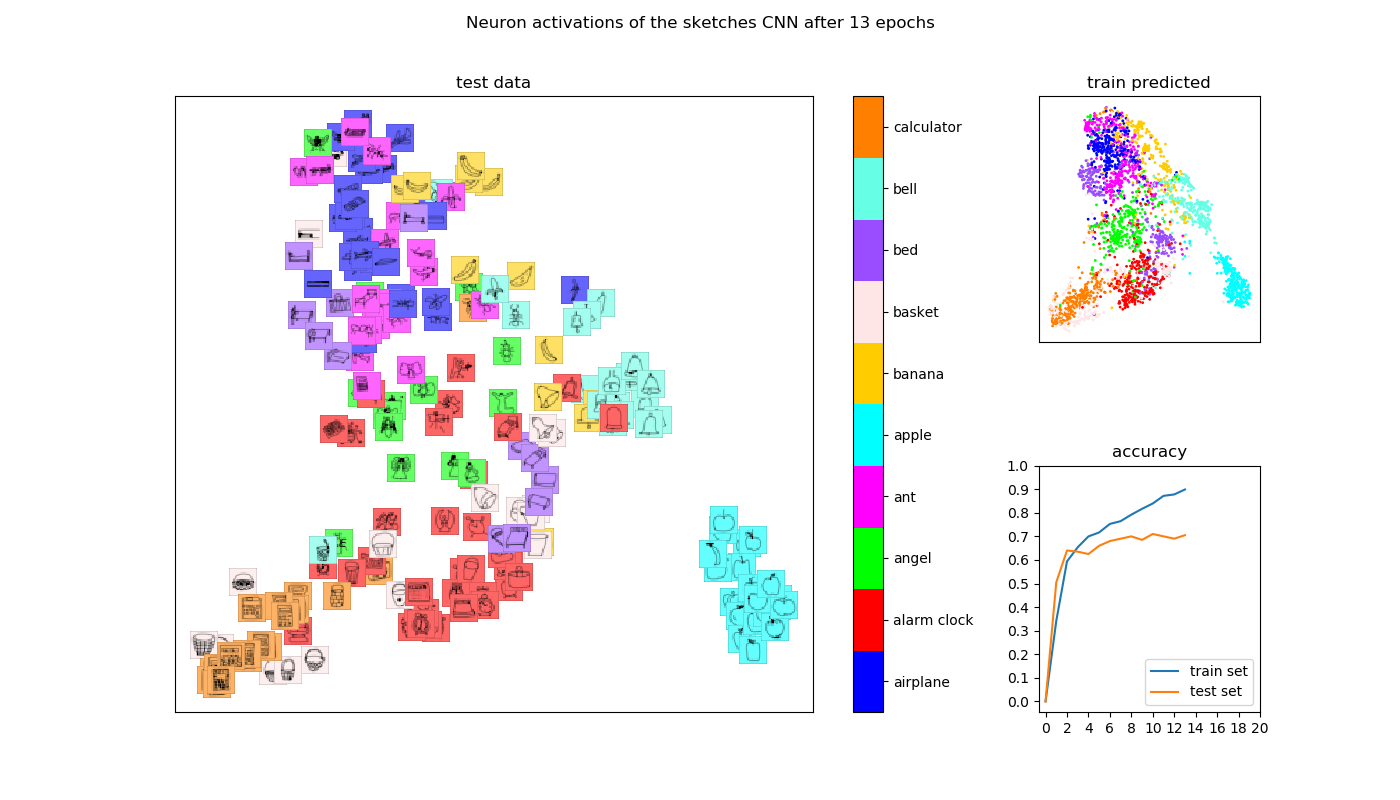 Neuron activations of the sketches CNN after 13 epochs
test data
calculator
bell
bed
basket
banana
apple
ant
angel
alarm clock
airplane
train predicted
accuracy
1.0
0.9
0.8
0.7
0.6
0.5
0.4
0.3
0.2
0.1
0.0
train set
test set
0 2 4 6 8 10 12 14 16 18 20